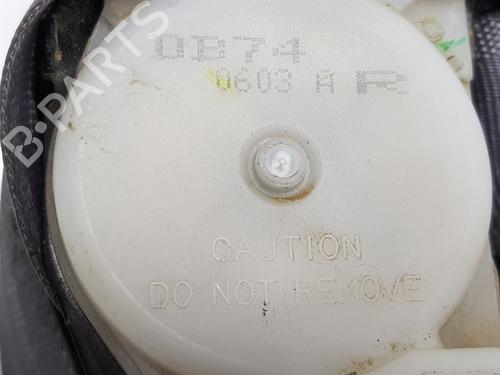 B-PARTS
0B74
0603 A R
CAUTION
DO NOT REMOVE